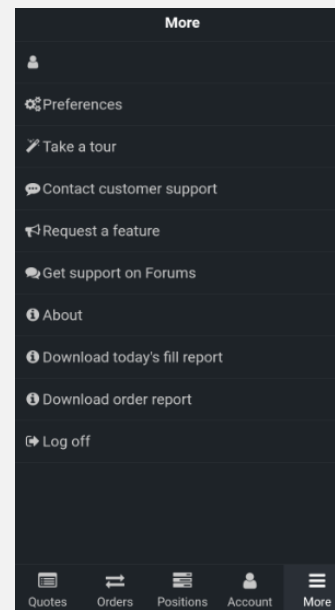 More
Preferences
Take a tour
Contact customer support
Request a feature
Get support on Forums
About
Download today's fill report
Download order report
Log off
Quotes Orders Positions Account More